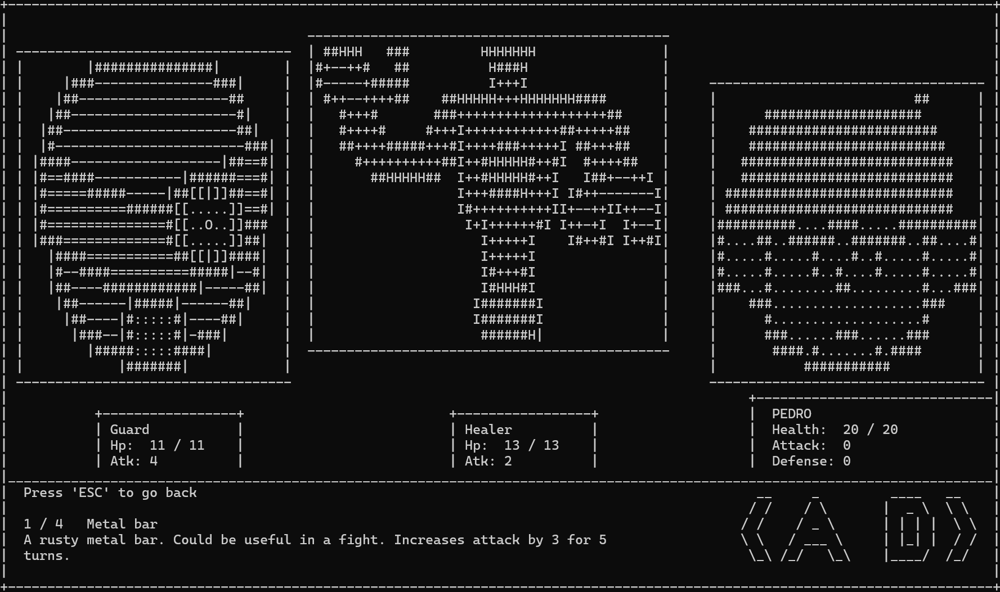 Guard
Hp:  11 / 11
Atk: 4
Healer
Hp:  13 / 13
Atk: 2
PEDRO
Health:  20 / 20
Attack:  0
Defense: 0
Press 'ESC' to go back
1 / 4   Metal bar
A rusty metal bar. Could be useful in a fight. Increases attack by 3 for 5
turns.
A D